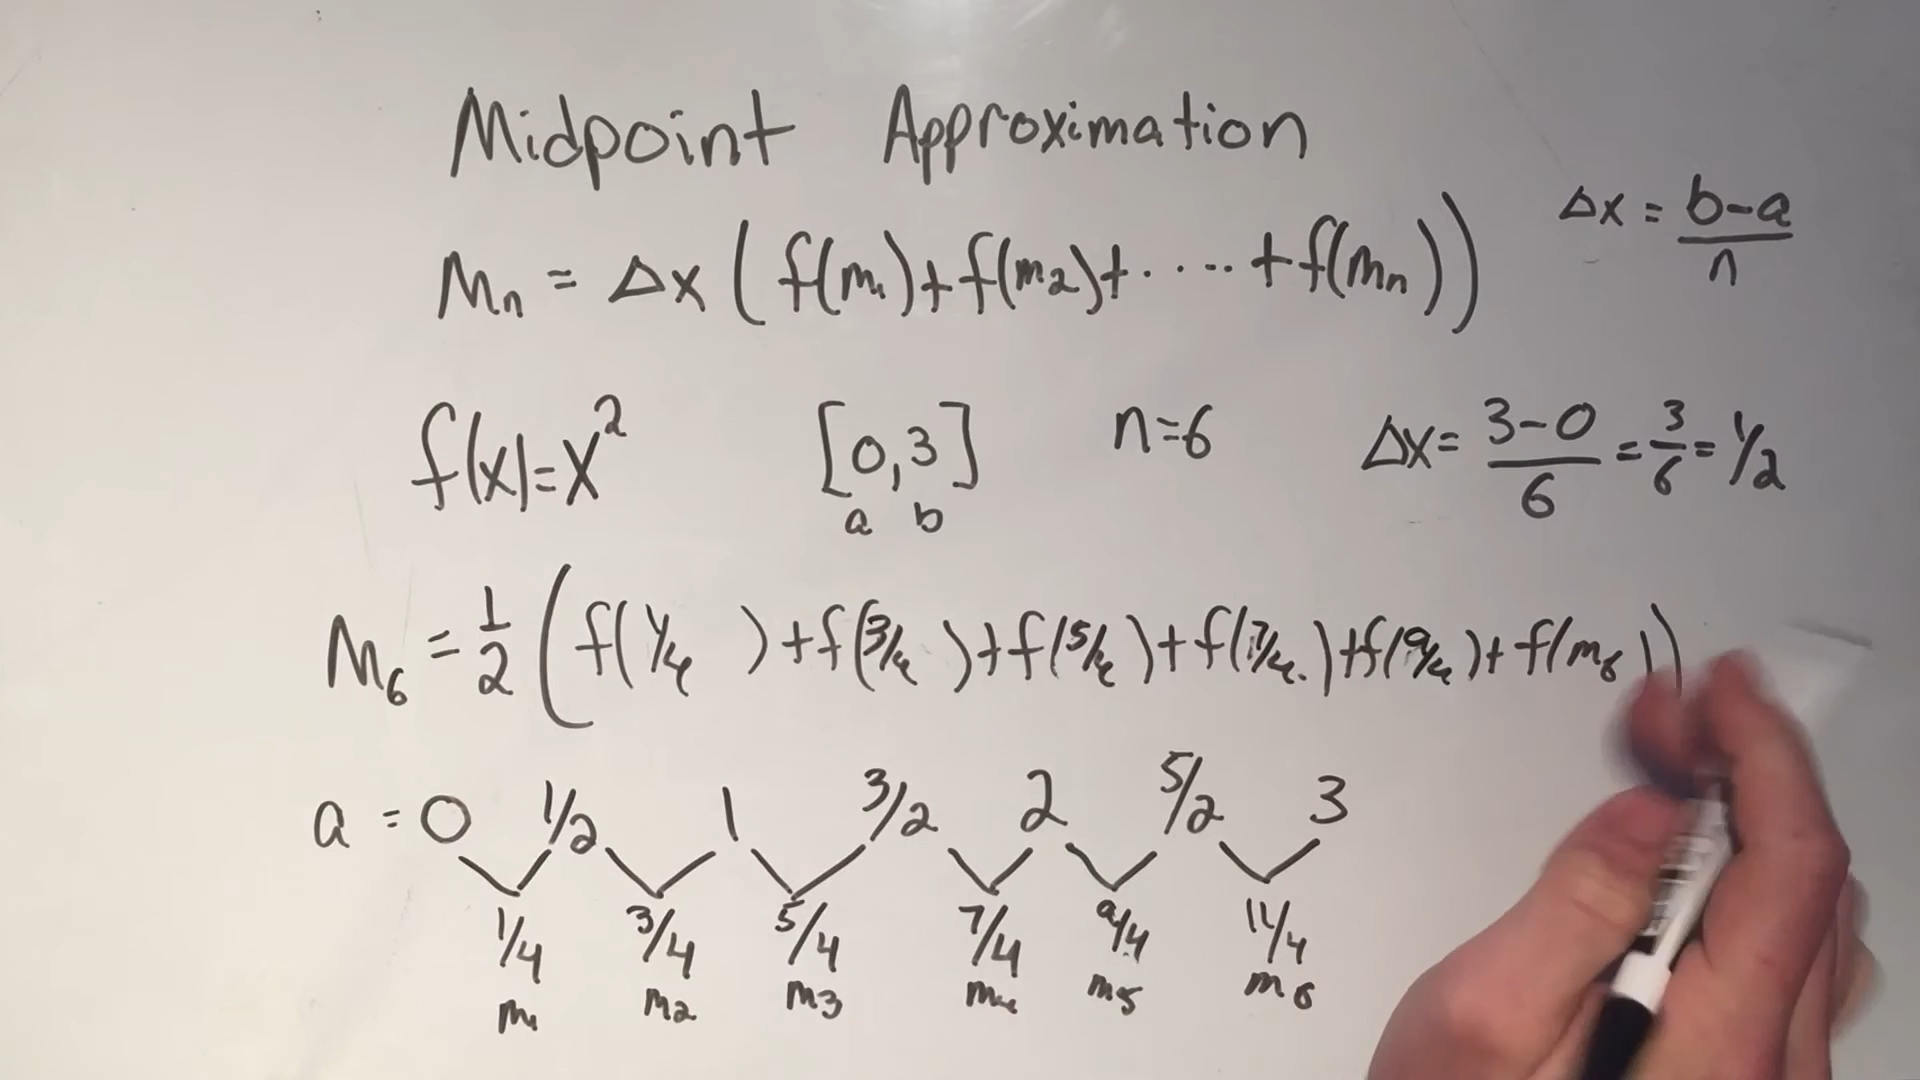 Midpoint Approximation
Δx = b-a/n
Mn = Δx (f(m1)+f(m2)+.....+f(mn))
f(x)=x² [0,3] n=6 Δx= 3-0/6 = 3/6 = 1/2
a b
M6 = 1/2 (f(1/4 )+f(3/4 )+f(5/4)+f(7/4.)+f(9/4)+f(m6))
a = 0 1/2 1 3/2 2 5/2 3
1/4 3/4 5/4 7/4 9/4 11/4
m1 m2 m3 m4 m5 m6